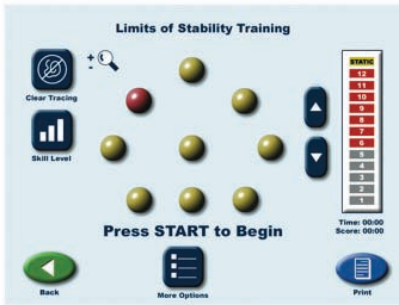 Limits of Stability Training
+
-
Clear Tracing
Skill Level
STATIC
12
11
10
9
8
7
6
5
4
3
2
1
Time: 00:00
Score: 00:00
Press START to Begin
Back
More Options
Print